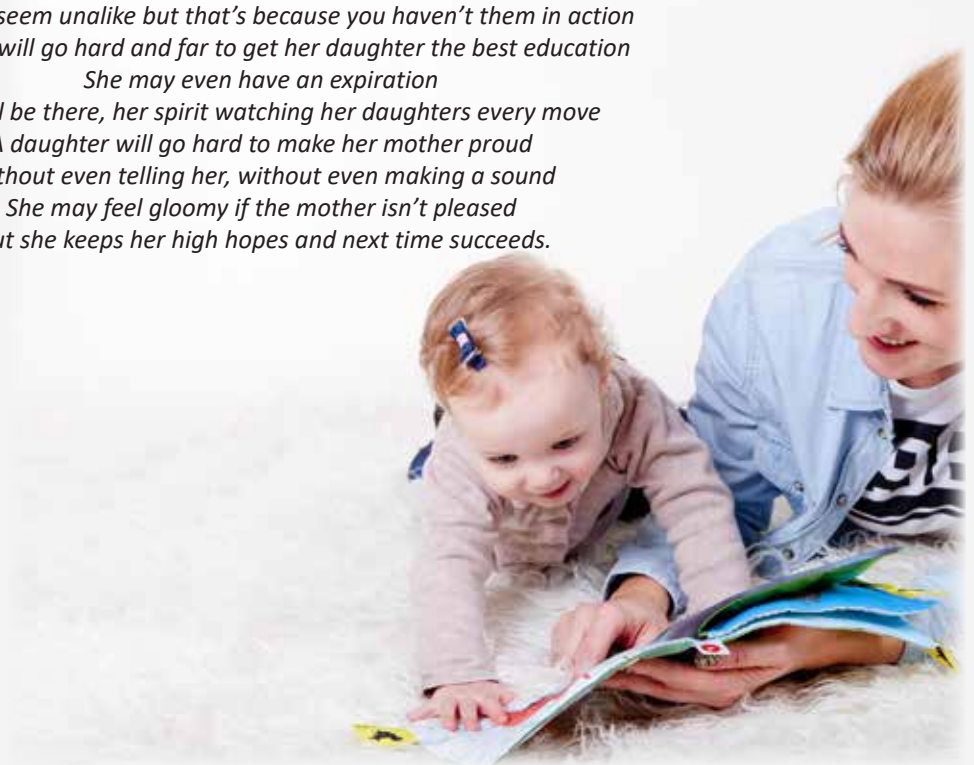 seem unalike but that's because you haven't them in action
will go hard and far to get her daughter the best education
She may even have an expiration
be there, her spirit watching her daughters every move
daughter will go hard to make her mother proud
without even telling her, without even making a sound
She may feel gloomy if the mother isn't pleased
she keeps her high hopes and next time succeeds.